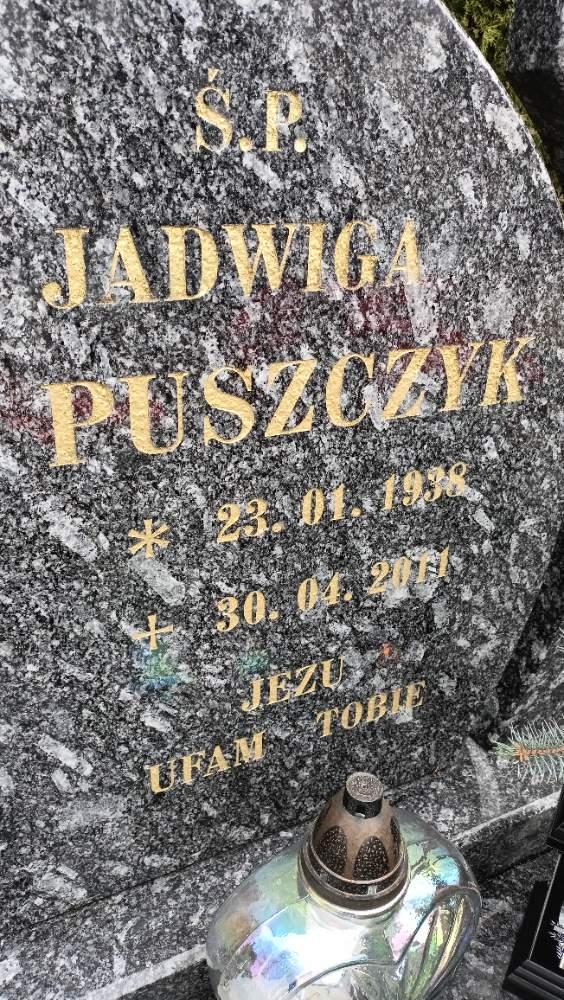 Ś.P.
JADWIGA
PUSZCZYK
* 23. 01. 1938
+ 30. 04. 2011
JEZU
UFAM TOBIE